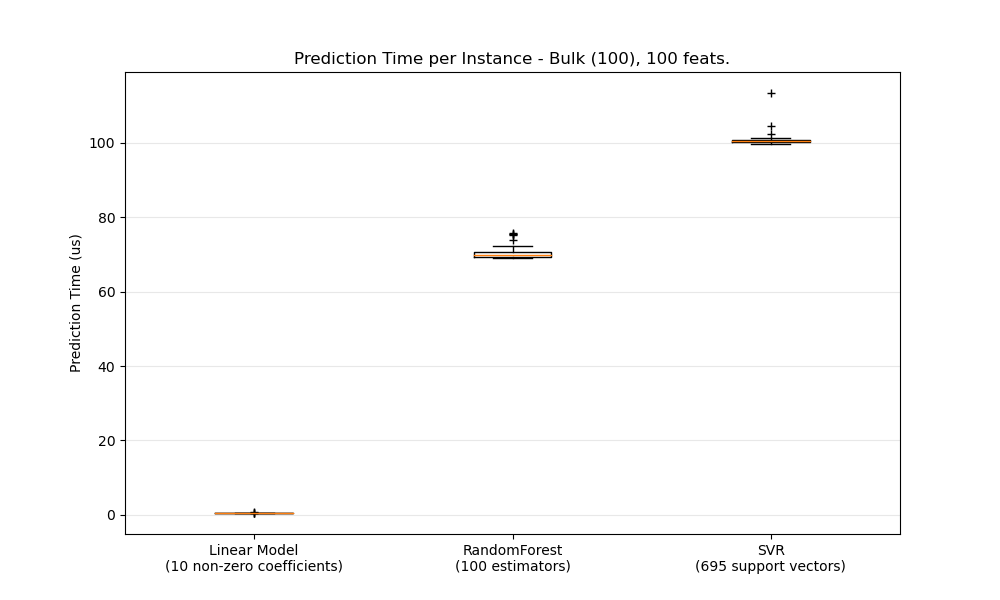 Prediction Time per Instance - Bulk (100), 100 feats.
Prediction Time (us)
100
80
60
40
20
0
Linear Model
(10 non-zero coefficients)
RandomForest
(100 estimators)
SVR
(695 support vectors)